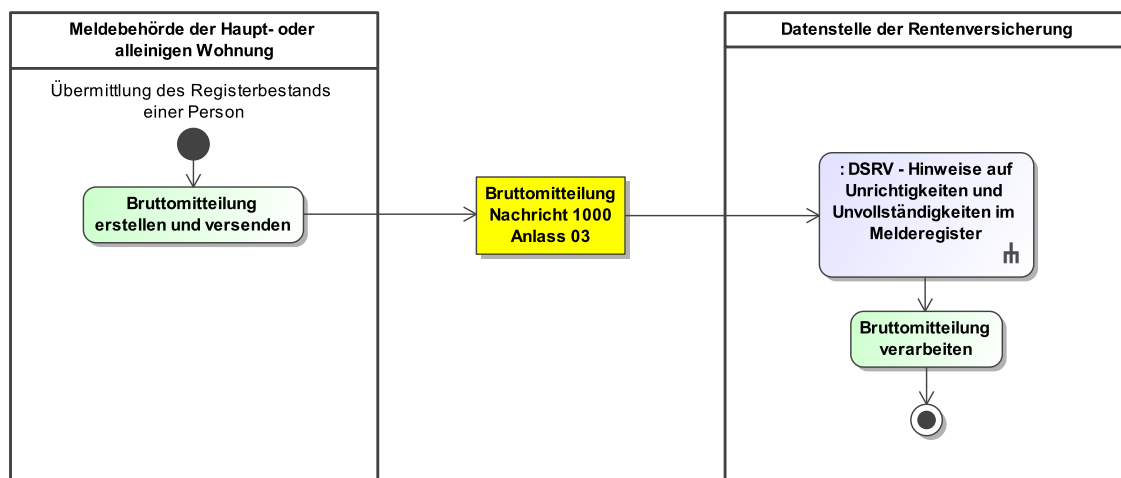 Meldebehörde der Haupt- oder
alleinigen Wohnung
Übermittlung des Registerbestands
einer Person
Bruttomitteilung
erstellen und versenden
Bruttomitteilung
Nachricht 1000
Anlass 03
Datenstelle der Rentenversicherung
: DSRV - Hinweise auf
Unrichtigkeiten und
Unvollständigkeiten im
Melderegister
Bruttomitteilung
verarbeiten